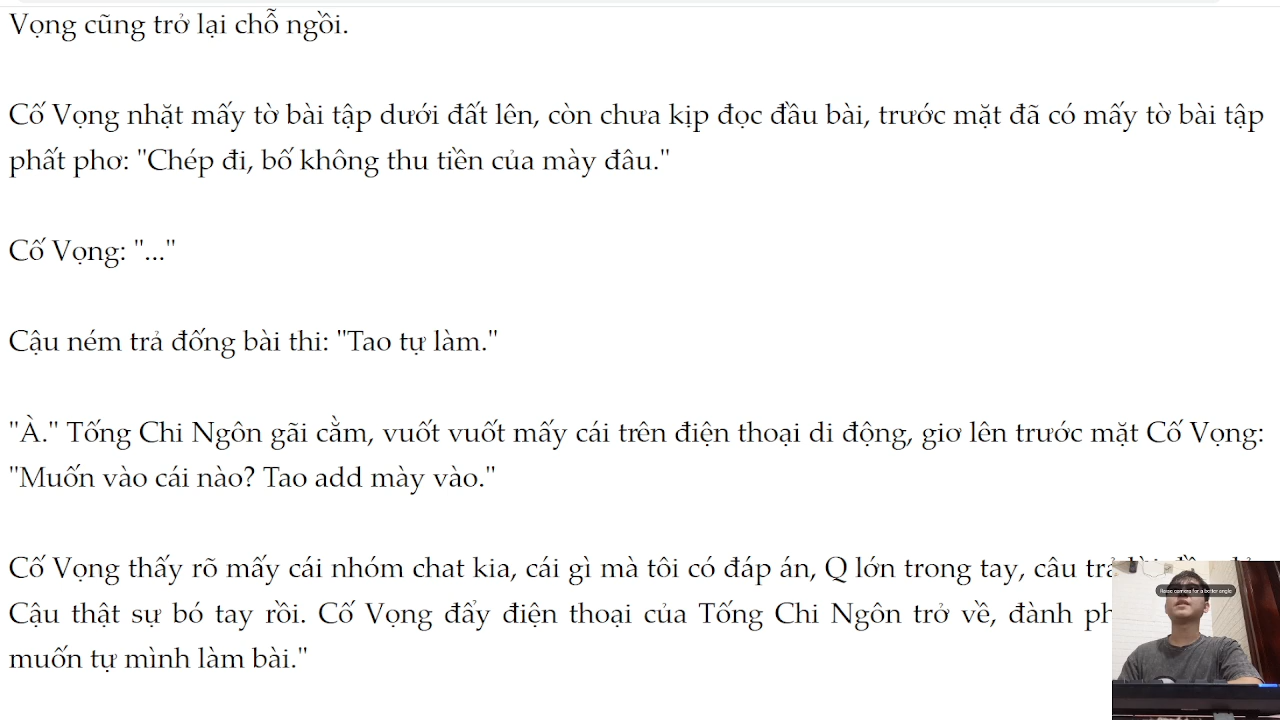 Vọng cũng trở lại chỗ ngồi.
Cố Vọng nhặt mấy tờ bài tập dưới đất lên, còn chưa kịp đọc đầu bài, trước mặt đã có mấy tờ bài tập
phất phơ: "Chép đi, bố không thu tiền của mày đâu."
Cố Vọng: "..."
Cậu ném trả đống bài thi: "Tao tự làm."
"À." Tống Chi Ngôn gãi cằm, vuốt vuốt mấy cái trên điện thoại di động, giơ lên trước mặt Cố Vọng:
"Muốn vào cái nào? Tao add mày vào."
Cố Vọng thấy rõ mấy cái nhóm chat kia, cái gì mà tôi có đáp án, Q lớn trong tay, câu
Cậu thật sự bó tay rồi. Cố Vọng đẩy điện thoại của Tống Chi Ngôn trở về, đành
muốn tự mình làm bài."
Raise camera for a better angle